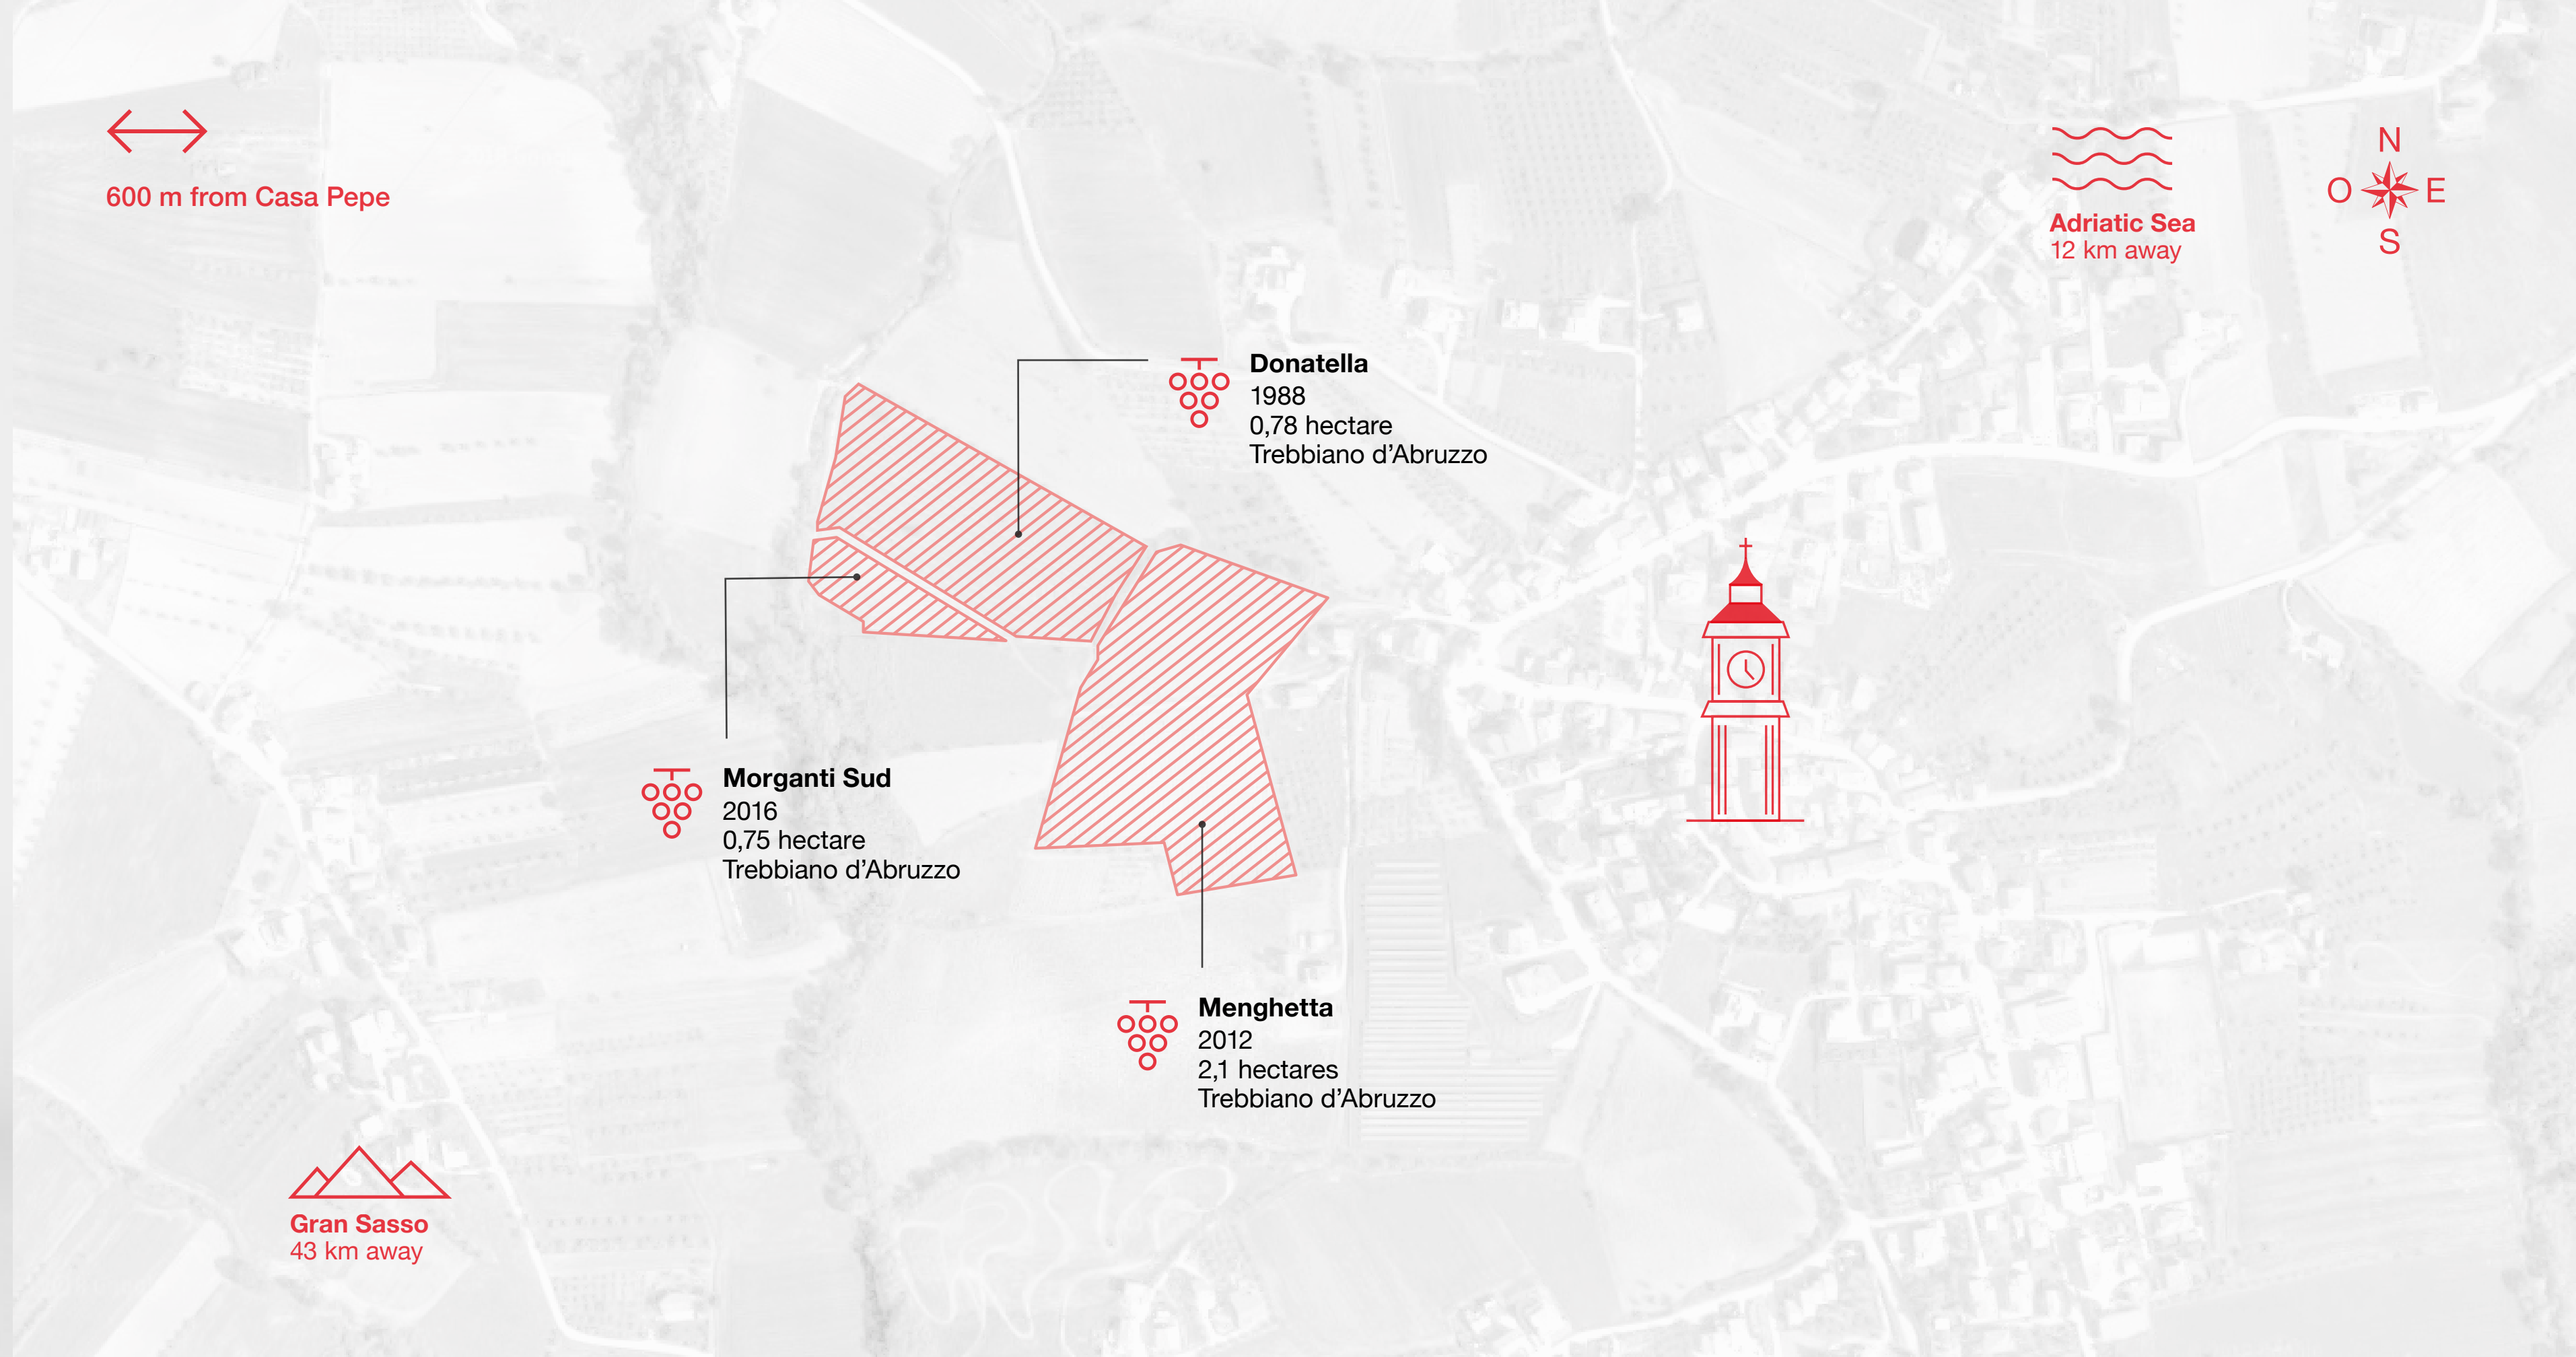 600 m from Casa Pepe
Adriatic Sea
12 km away
N
O E
S
Donatella
1988
0,78 hectare
Trebbiano d’Abruzzo
Morganti Sud
2016
0,75 hectare
Trebbiano d’Abruzzo
Menghetta
2012
2,1 hectares
Trebbiano d’Abruzzo
Gran Sasso
43 km away